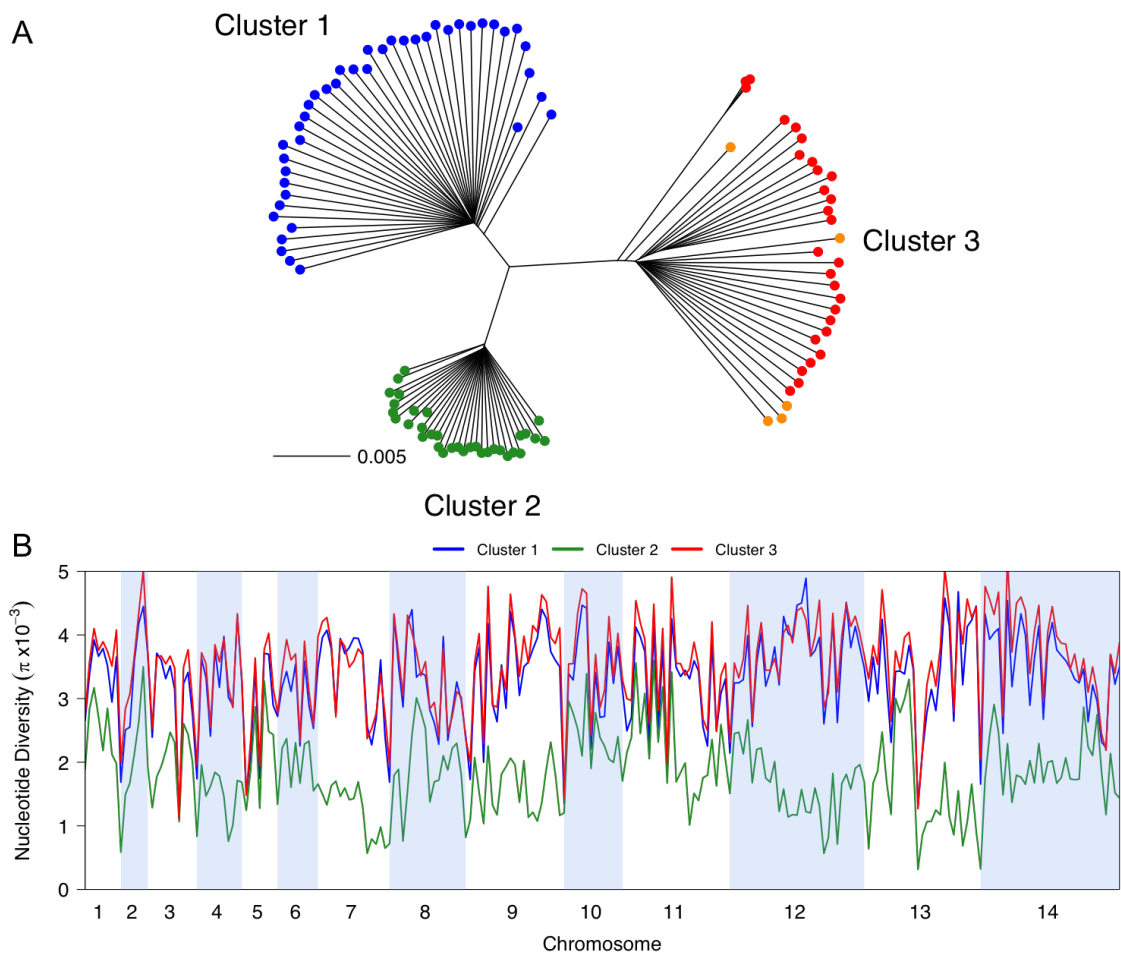 A
Cluster 1
Cluster 3
0.005
Cluster 2
B
Cluster 1 Cluster 2 Cluster 3
Nucleotide Diversity (π x10⁻³)
5
4
3
2
1
0
1 2 3 4 5 6 7 8 9 10 11 12 13 14
Chromosome